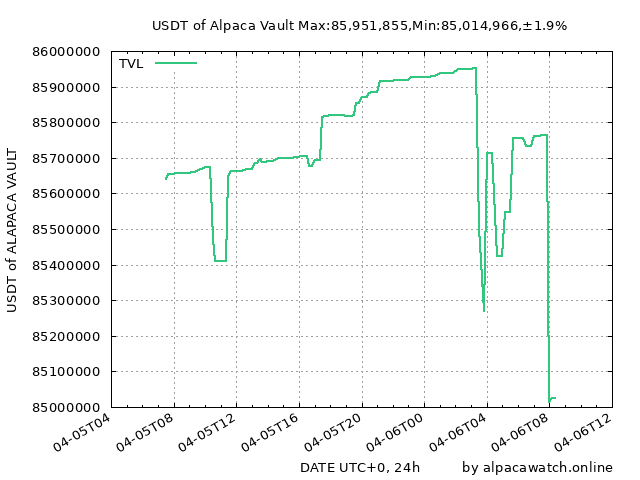 USDT of Alpaca Vault Max:85,951,855,Min:85,014,966,±1.9%
TVL
USDT of ALAPACA VAULT
86000000
85900000
85800000
85700000
85600000
85500000
85400000
85300000
85200000
85100000
85000000
04-05T04
04-05T08
04-05T12
04-05T16
04-05T20
04-06T00
04-06T04
04-06T08
04-06T12
DATE UTC+0, 24h
by alpacawatch.online